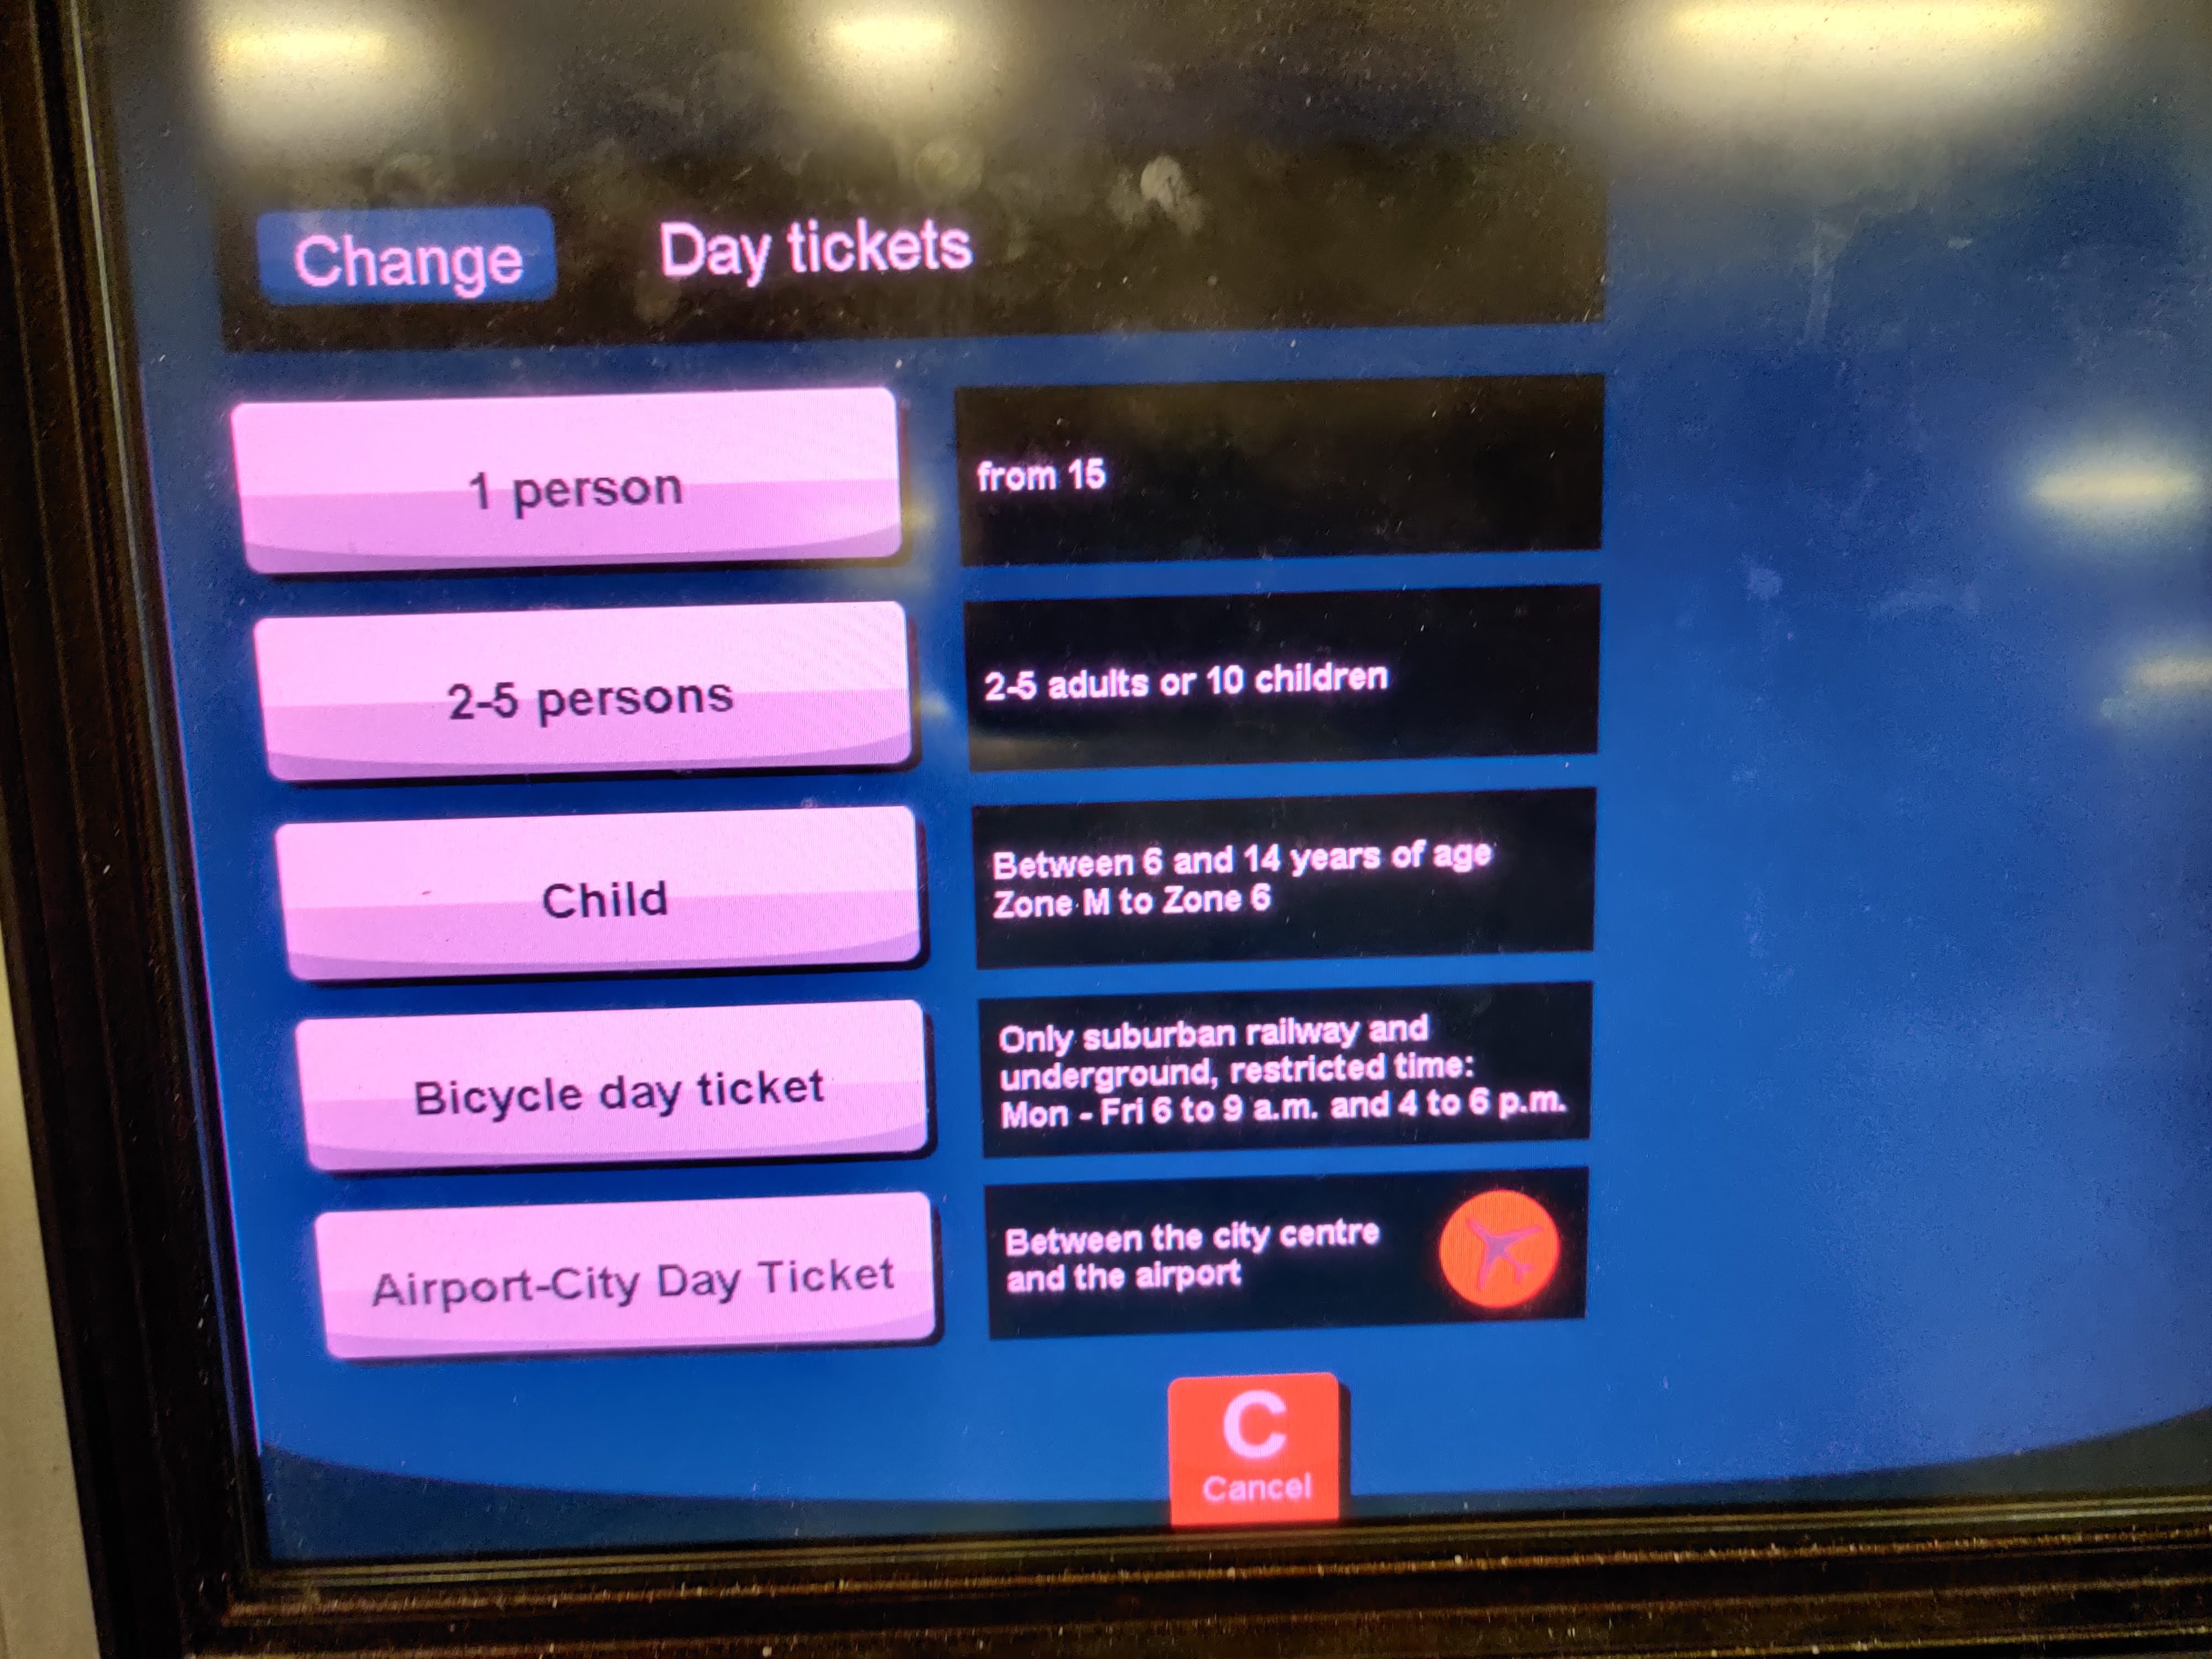 Change
Day tickets
1 person
from 15
2-5 persons
2-5 adults or 10 children
Child
Between 6 and 14 years of age
Zone M to Zone 6
Bicycle day ticket
Only suburban railway and
underground, restricted time:
Mon - Fri 6 to 9 a.m. and 4 to 6 p.m.
Airport-City Day Ticket
Between the city centre
and the airport
C
Cancel